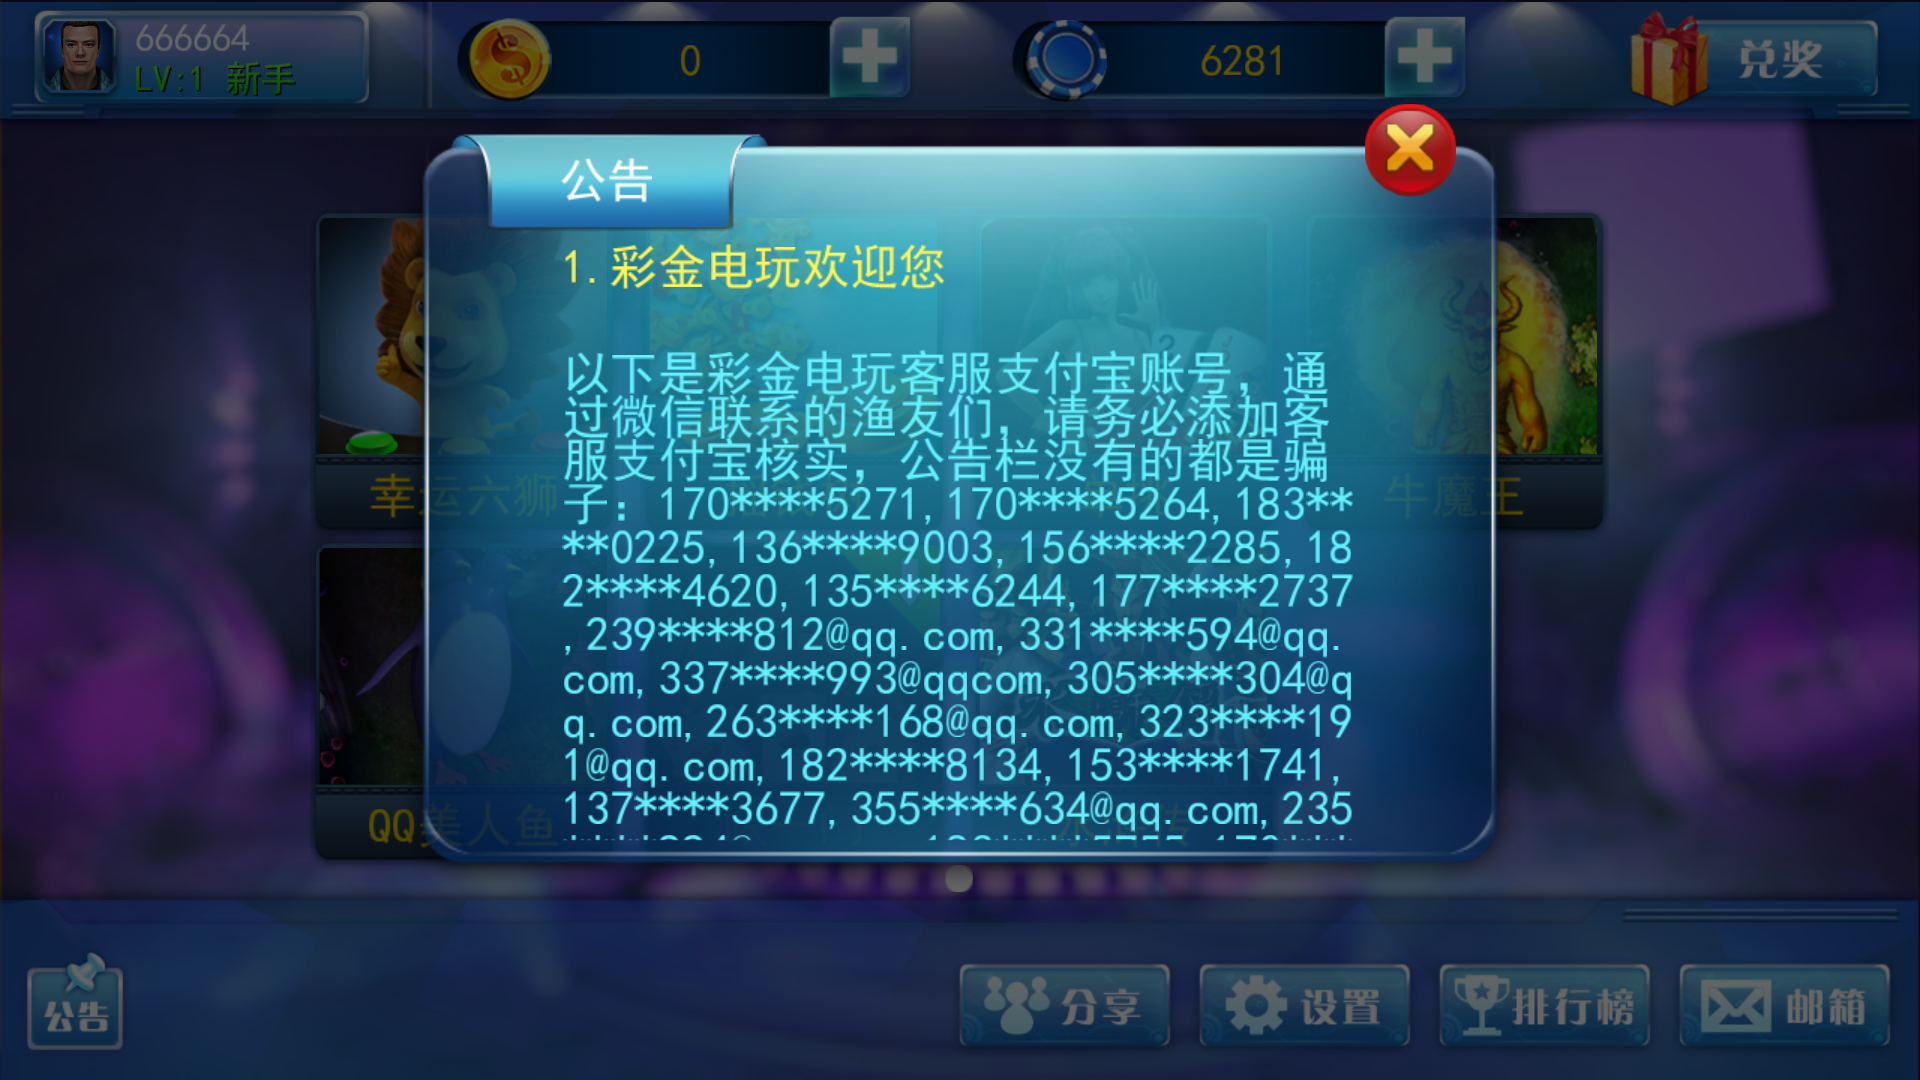 666664
LV:1 新手
0
6281
兑奖
公告
1.彩金电玩欢迎您
以下是彩金电玩客服支付宝账号，通
过微信联系的渔友们，请务必添加客
服支付宝核实，公告栏没有的都是骗
子：170****5271,170****5264,183**
**0225,136****9003,156****2285,18
2****4620,135****6244,177****2737
,239****812@qq.com,331****594@qq.
com,337****993@qqcom,305****304@q
q.com,263****168@qq.com,323****19
1@qq.com,182****8134,153****1741,
137****3677,355****634@qq.com,235
幸运六狮
牛魔王
QQ美人鱼
水浒传
公告
分享
设置
排行榜
邮箱